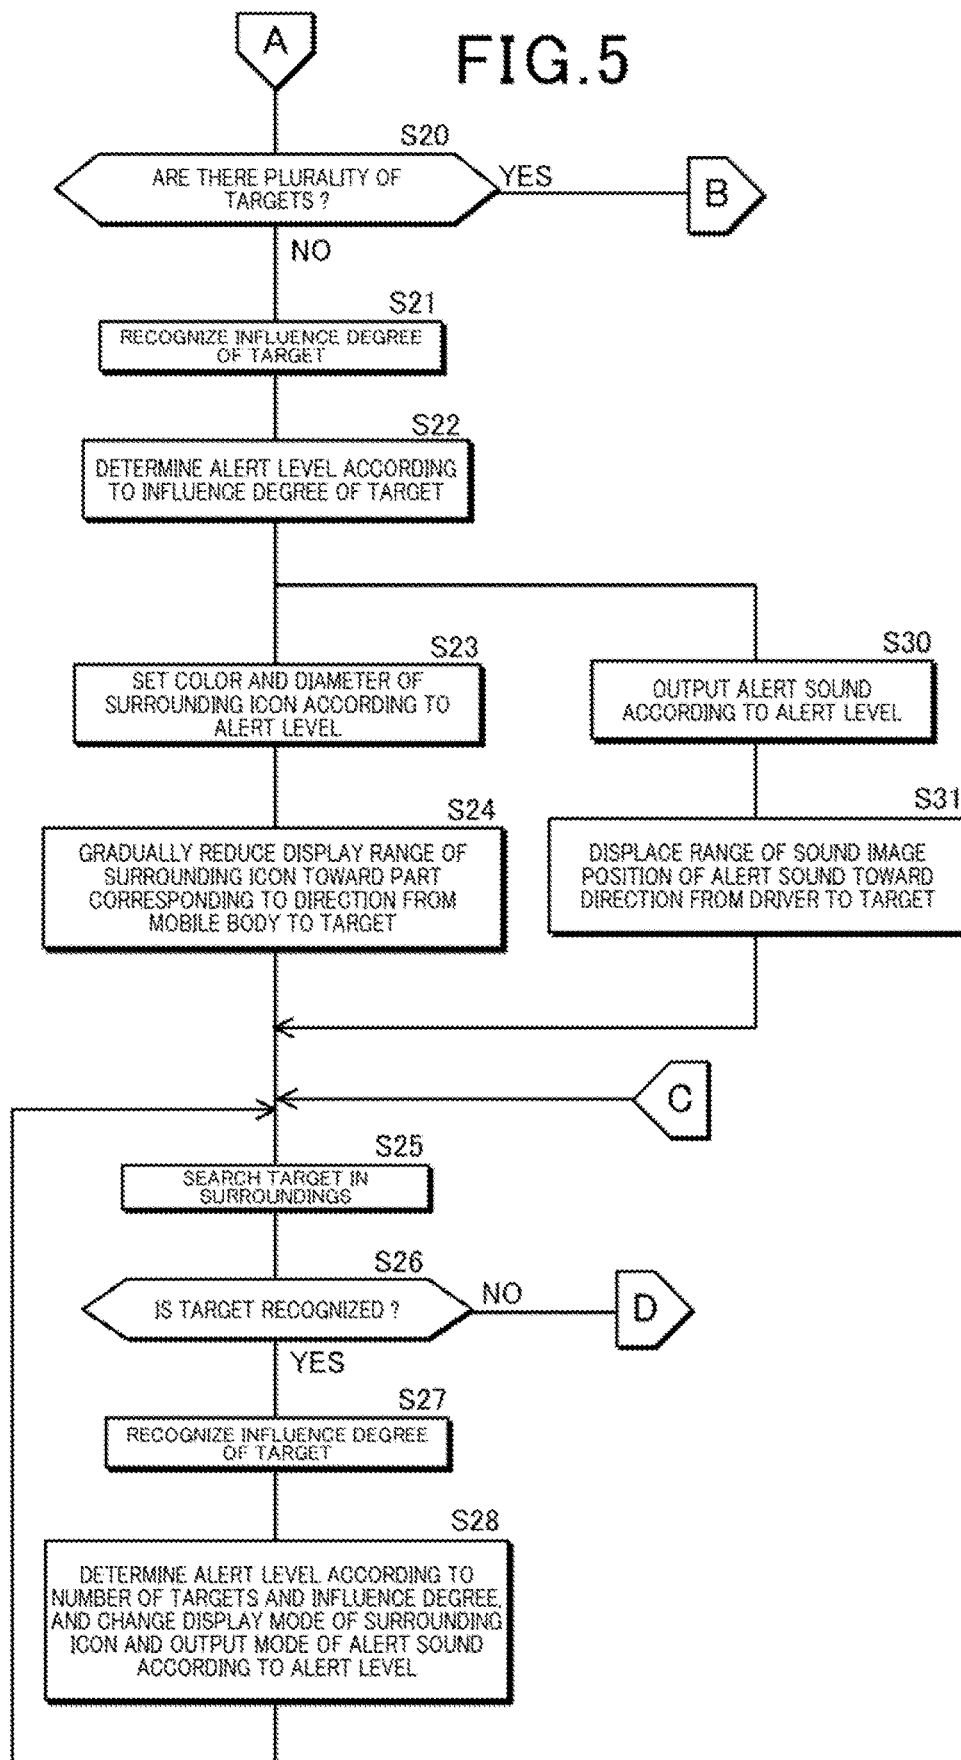 A
FIG.5
S20
ARE THERE PLURALITY OF
TARGETS ?
YES
B
NO
S21
RECOGNIZE INFLUENCE DEGREE
OF TARGET
S22
DETERMINE ALERT LEVEL ACCORDING
TO INFLUENCE DEGREE OF TARGET
S23
SET COLOR AND DIAMETER OF
SURROUNDING ICON ACCORDING TO
ALERT LEVEL
S30
OUTPUT ALERT SOUND
ACCORDING TO ALERT LEVEL
S24
GRADUALLY REDUCE DISPLAY RANGE OF
SURROUNDING ICON TOWARD PART
CORRESPONDING TO DIRECTION FROM
MOBILE BODY TO TARGET
S31
DISPLACE RANGE OF SOUND IMAGE
POSITION OF ALERT SOUND TOWARD
DIRECTION FROM DRIVER TO TARGET
C
S25
SEARCH TARGET IN
SURROUNDINGS
S26
IS TARGET RECOGNIZED ?
NO
D
YES
S27
RECOGNIZE INFLUENCE DEGREE
OF TARGET
S28
DETERMINE ALERT LEVEL ACCORDING TO
NUMBER OF TARGETS AND INFLUENCE DEGREE,
AND CHANGE DISPLAY MODE OF SURROUNDING
ICON AND OUTPUT MODE OF ALERT SOUND
ACCORDING TO ALERT LEVEL